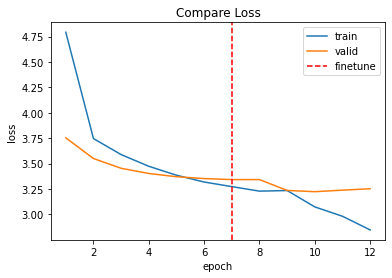 Compare Loss
train
valid
finetune
loss
4.75
4.50
4.25
4.00
3.75
3.50
3.25
3.00
2 4 6 8 10 12
epoch